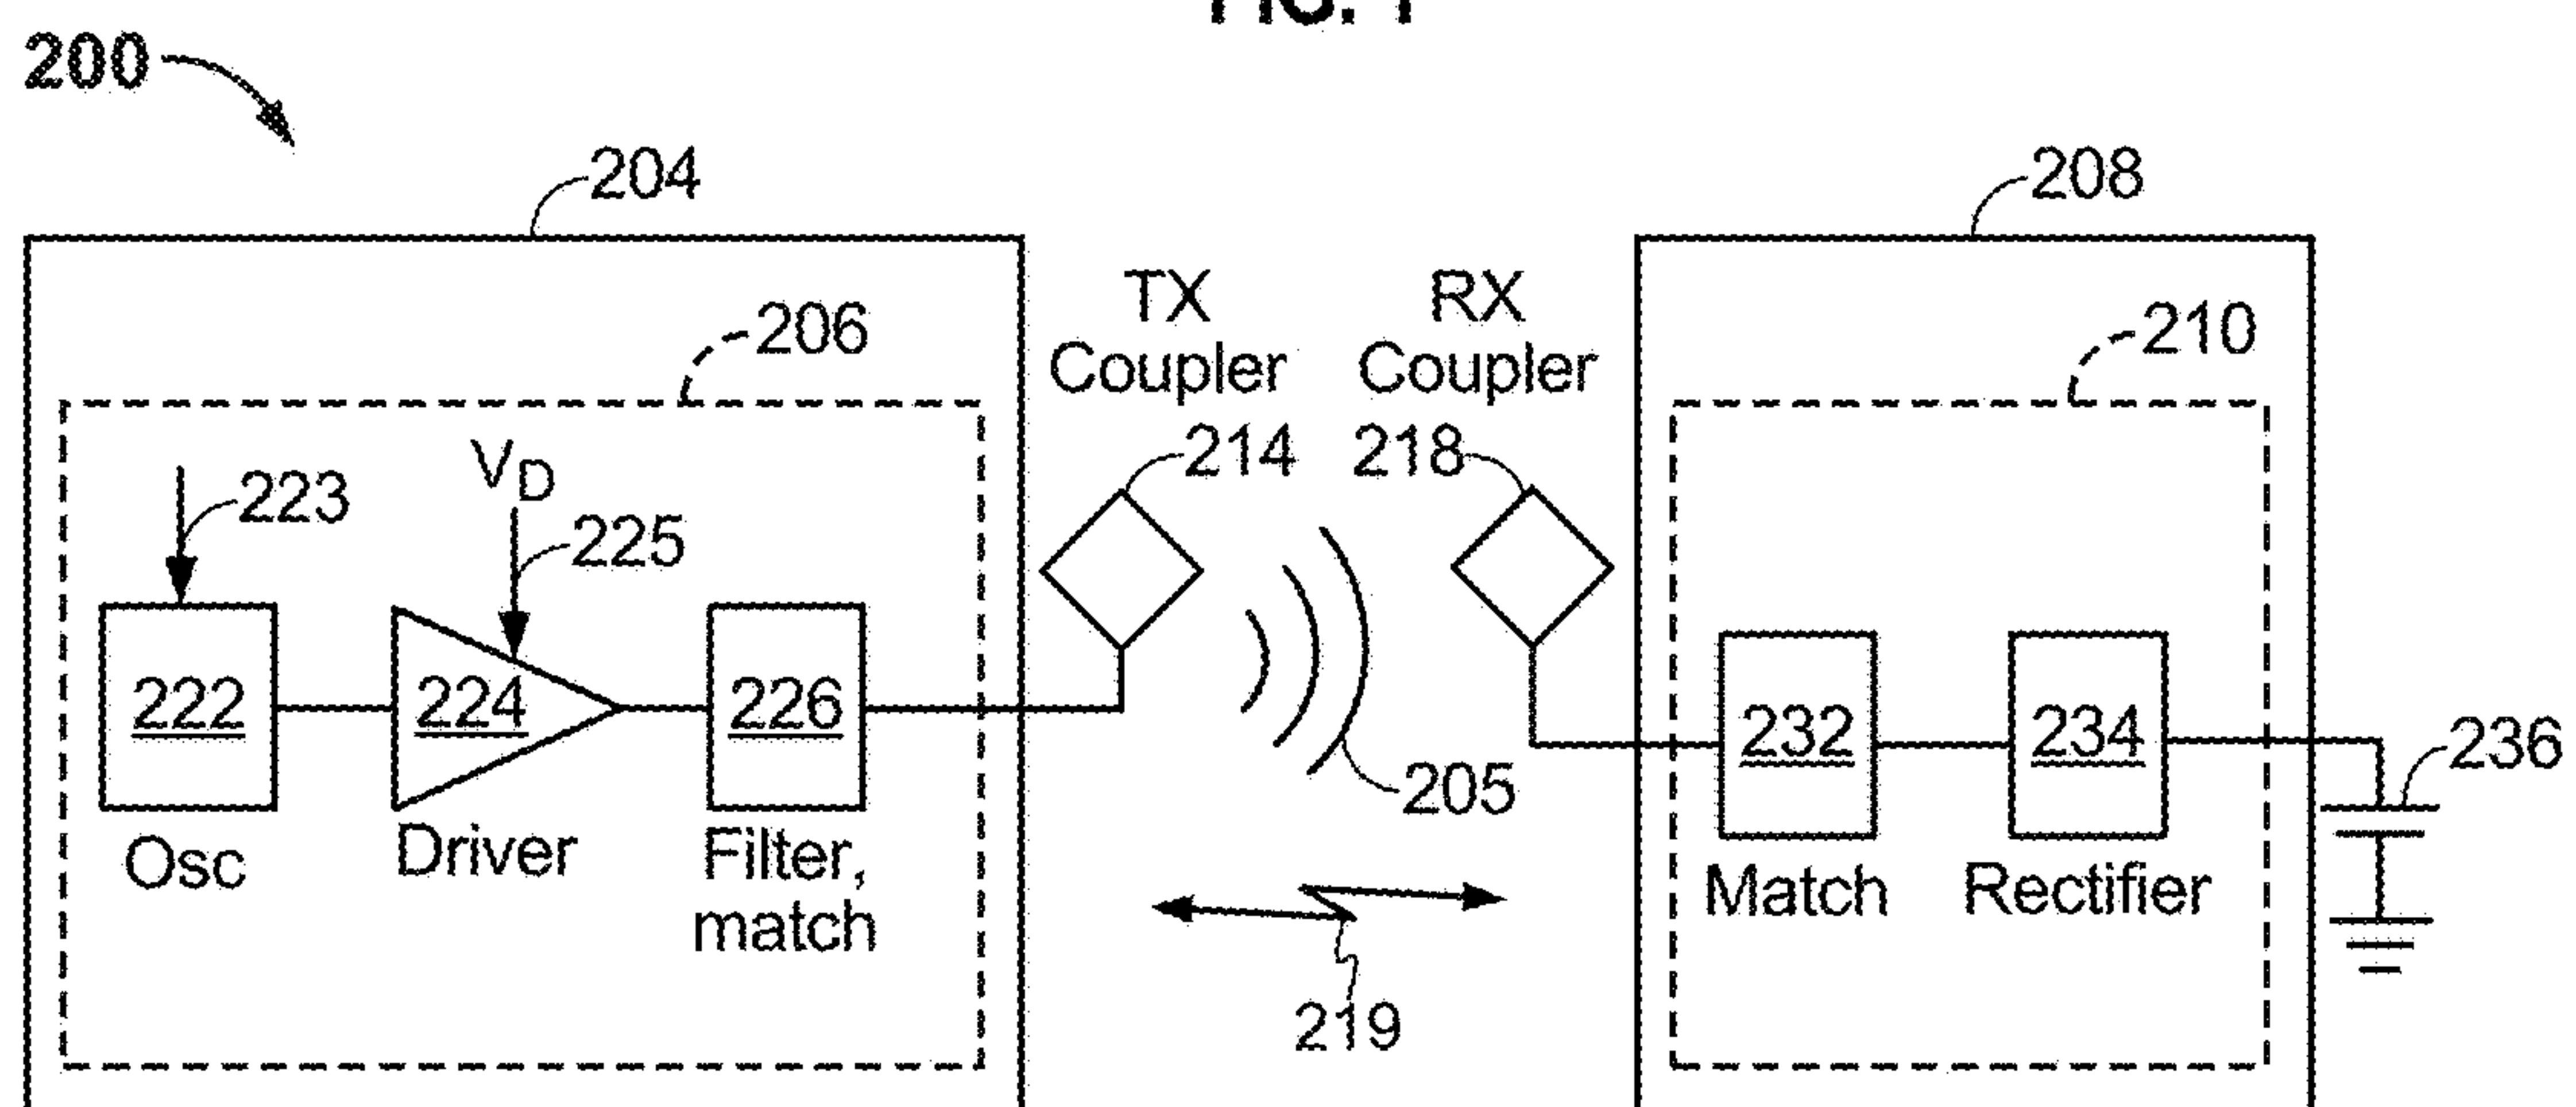 FIG. 1
200
204
208
206
TX
Coupler
RX
Coupler
210
214
218
223
VD
225
222
224
226
232
234
236
205
Osc
Driver
Filter,
match
Match
Rectifier
219